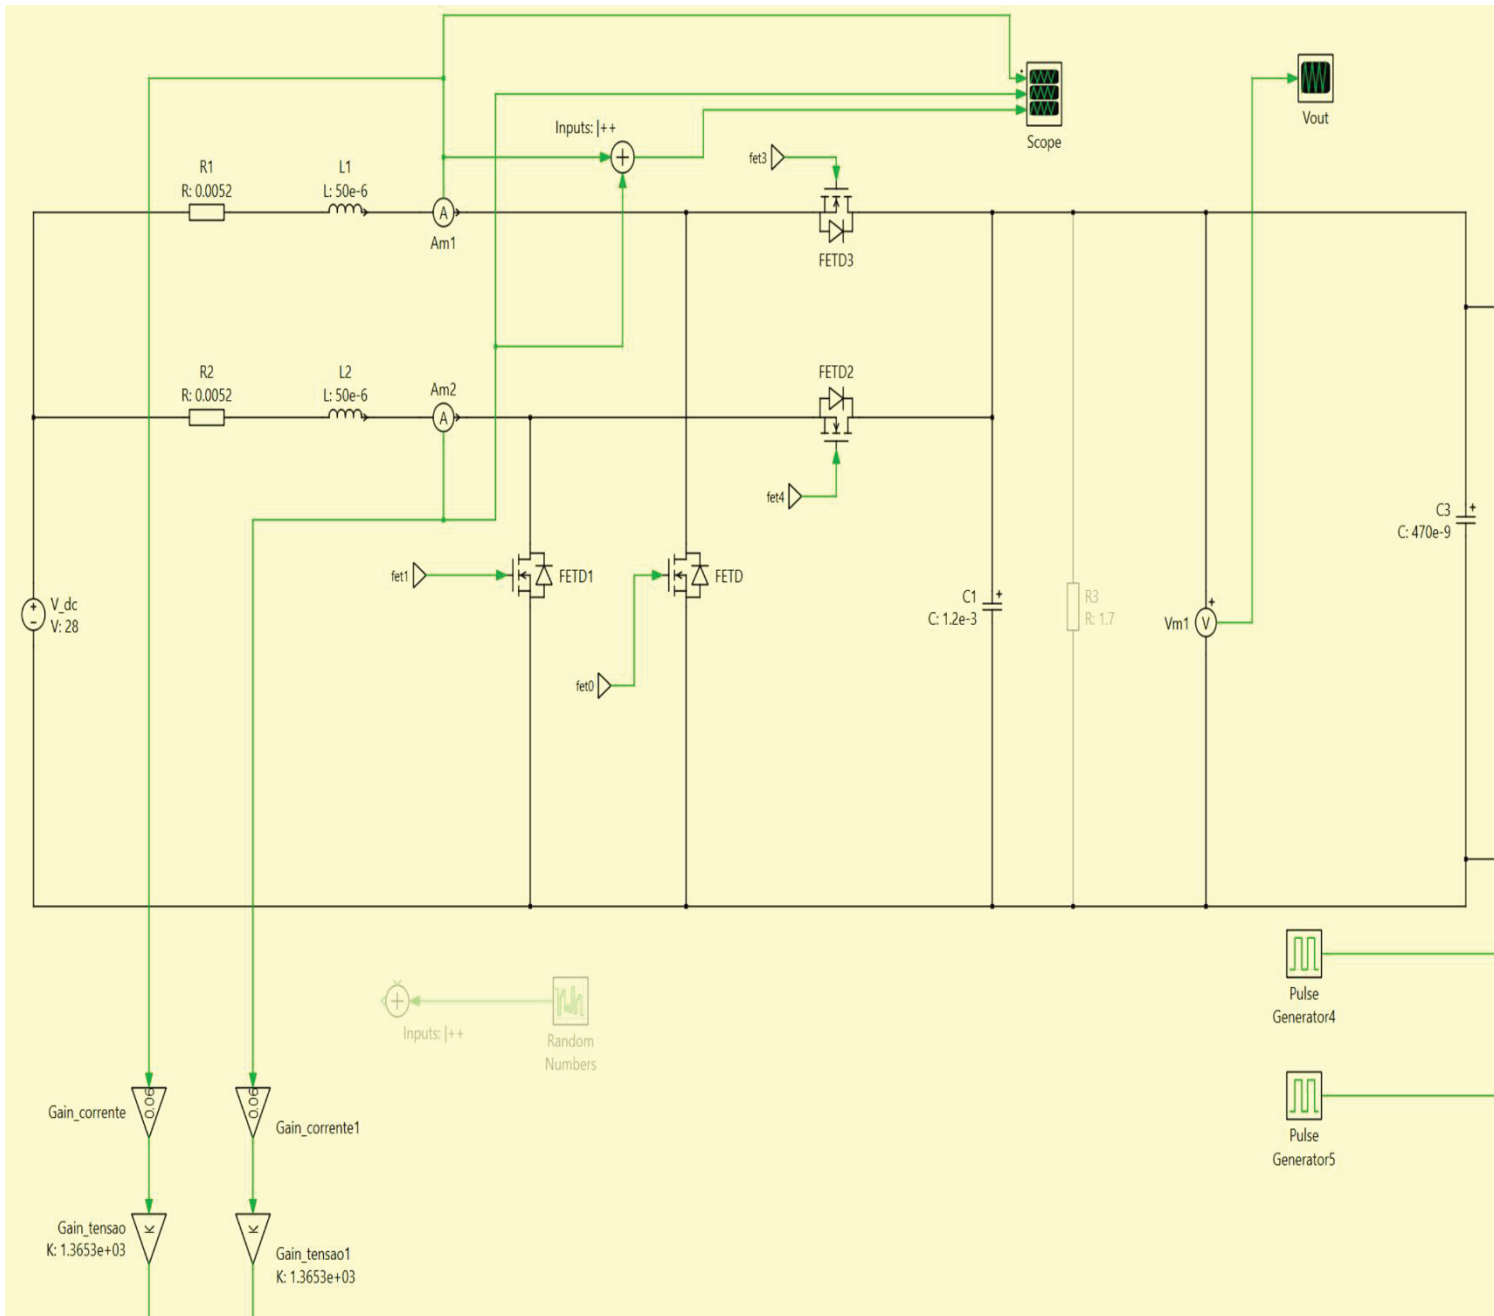 Inputs: |++
Scope
Vout
fet3
R1
R: 0.0052
L1
L: 50e-6
A
Am1
FETD3
R2
R: 0.0052
L2
L: 50e-6
Am2
A
FETD2
fet4
C3
C: 470e-9
fet1
FETD1
FETD
V_dc
V: 28
C1
C: 1.2e-3
R3
R: 1.7
Vm1
V
fet0
Pulse
Generator4
Inputs: |++
Random
Numbers
Gain_corrente
0.06
0.06
Gain_corrente1
Pulse
Generator5
Gain_tensao
K: 1.3653e+03
K
K
Gain_tensao1
K: 1.3653e+03